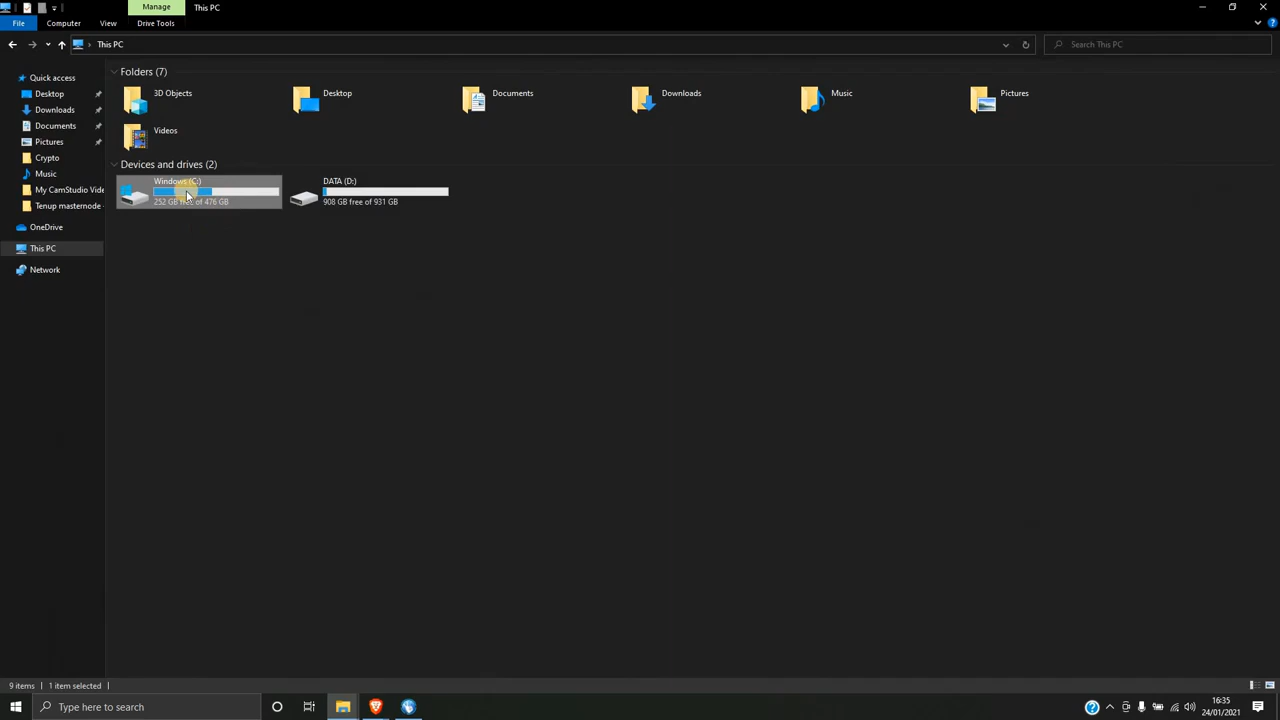 Manage
This PC
File
Computer
View
Drive Tools
This PC
Search This PC
Quick access
Desktop
Downloads
Documents
Pictures
Crypto
Music
My CamStudio Vide
Tenup masternode
OneDrive
This PC
Network
Folders (7)
3D Objects
Desktop
Documents
Downloads
Music
Pictures
Videos
Devices and drives (2)
Windows (C:)
252 GB free of 476 GB
DATA (D:)
908 GB free of 931 GB
9 items
1 item selected
Type here to search
16:35
24/01/2021